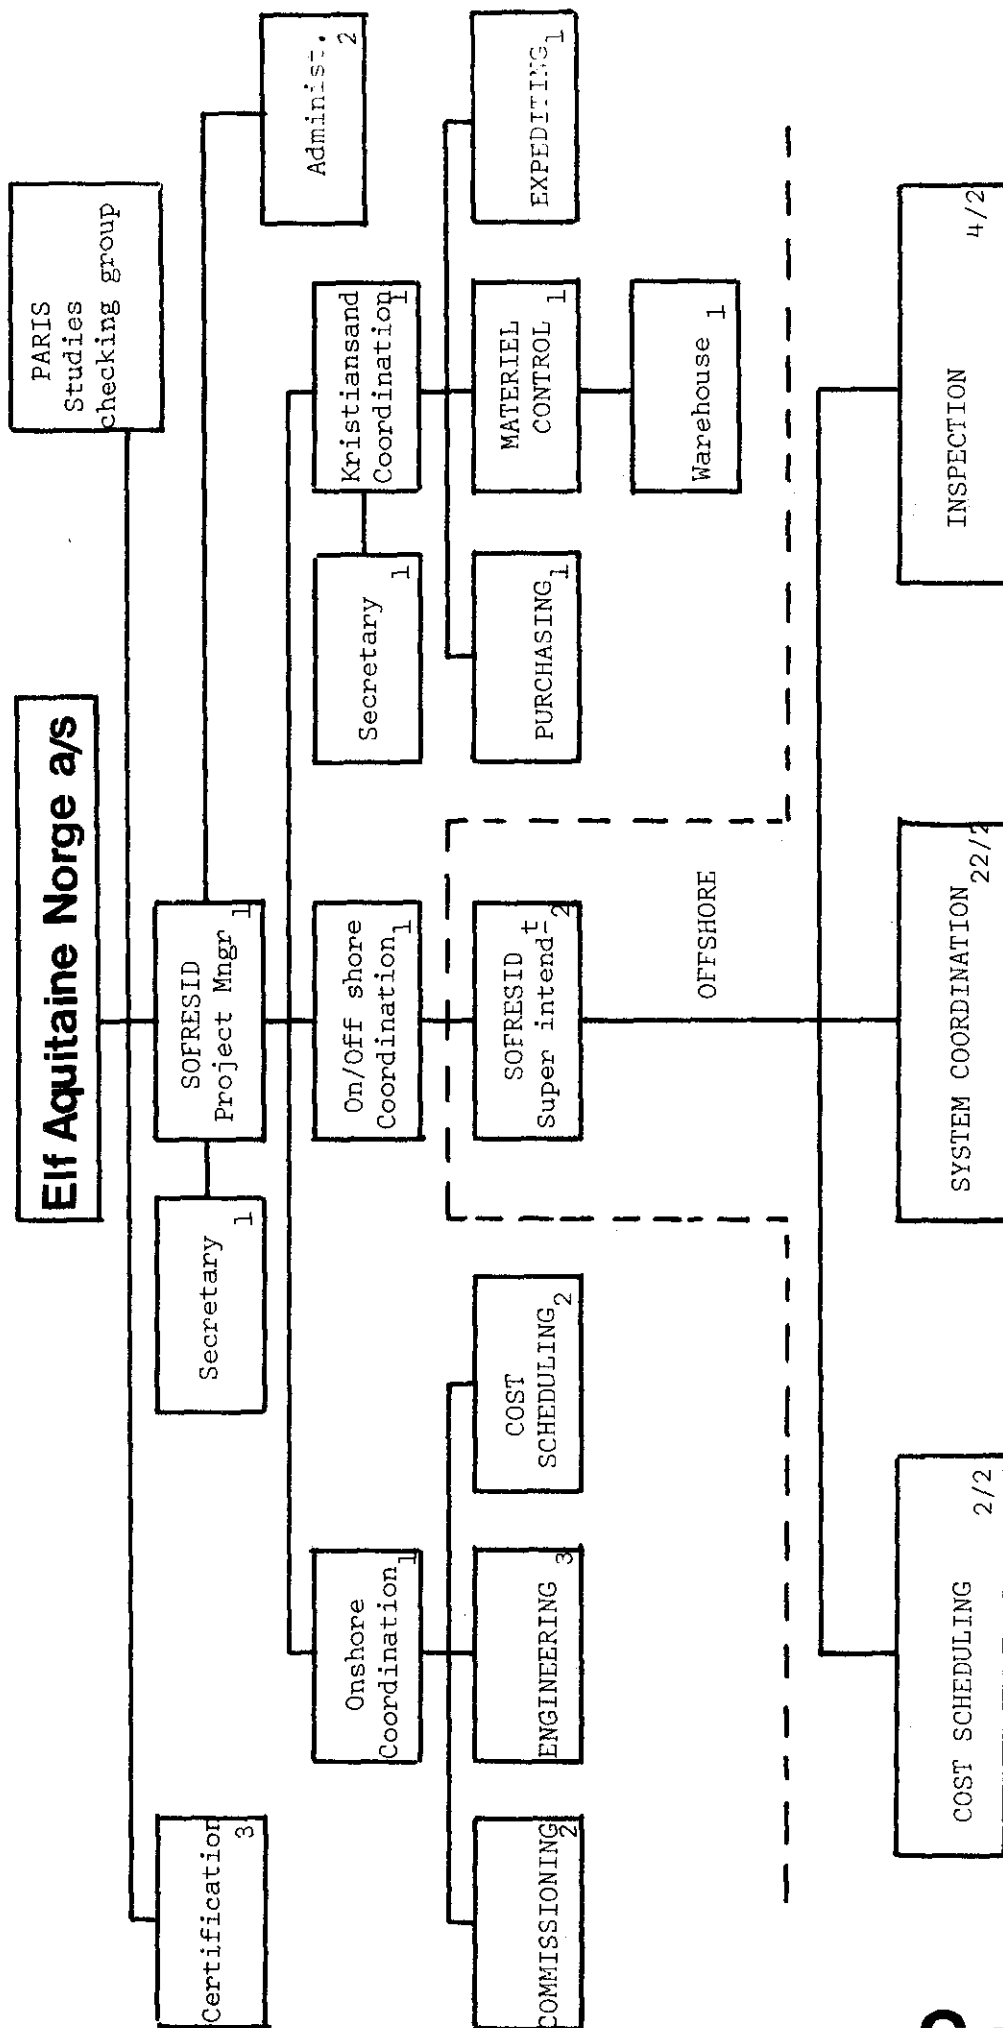 Elf Aquitaine Norge a/s
PARIS
Studies
checking group
Certification
3
Secretary
1
SOFRESID
Project Mngr
1
Administ.
2
Onshore
Coordination
1
On/Off shore
Coordination
1
Secretary
1
Kristiansand
Coordination
1
COMMISSIONING
2
ENGINEERING
3
COST
SCHEDULING
2
SOFRESID
Super intendt
2
PURCHASING
1
MATERIEL
CONTROL
1
EXPEDITING
1
Warehouse
1
OFFSHORE
COST SCHEDULING
2/2
SYSTEM COORDINATION
22/2
INSPECTION
4/2